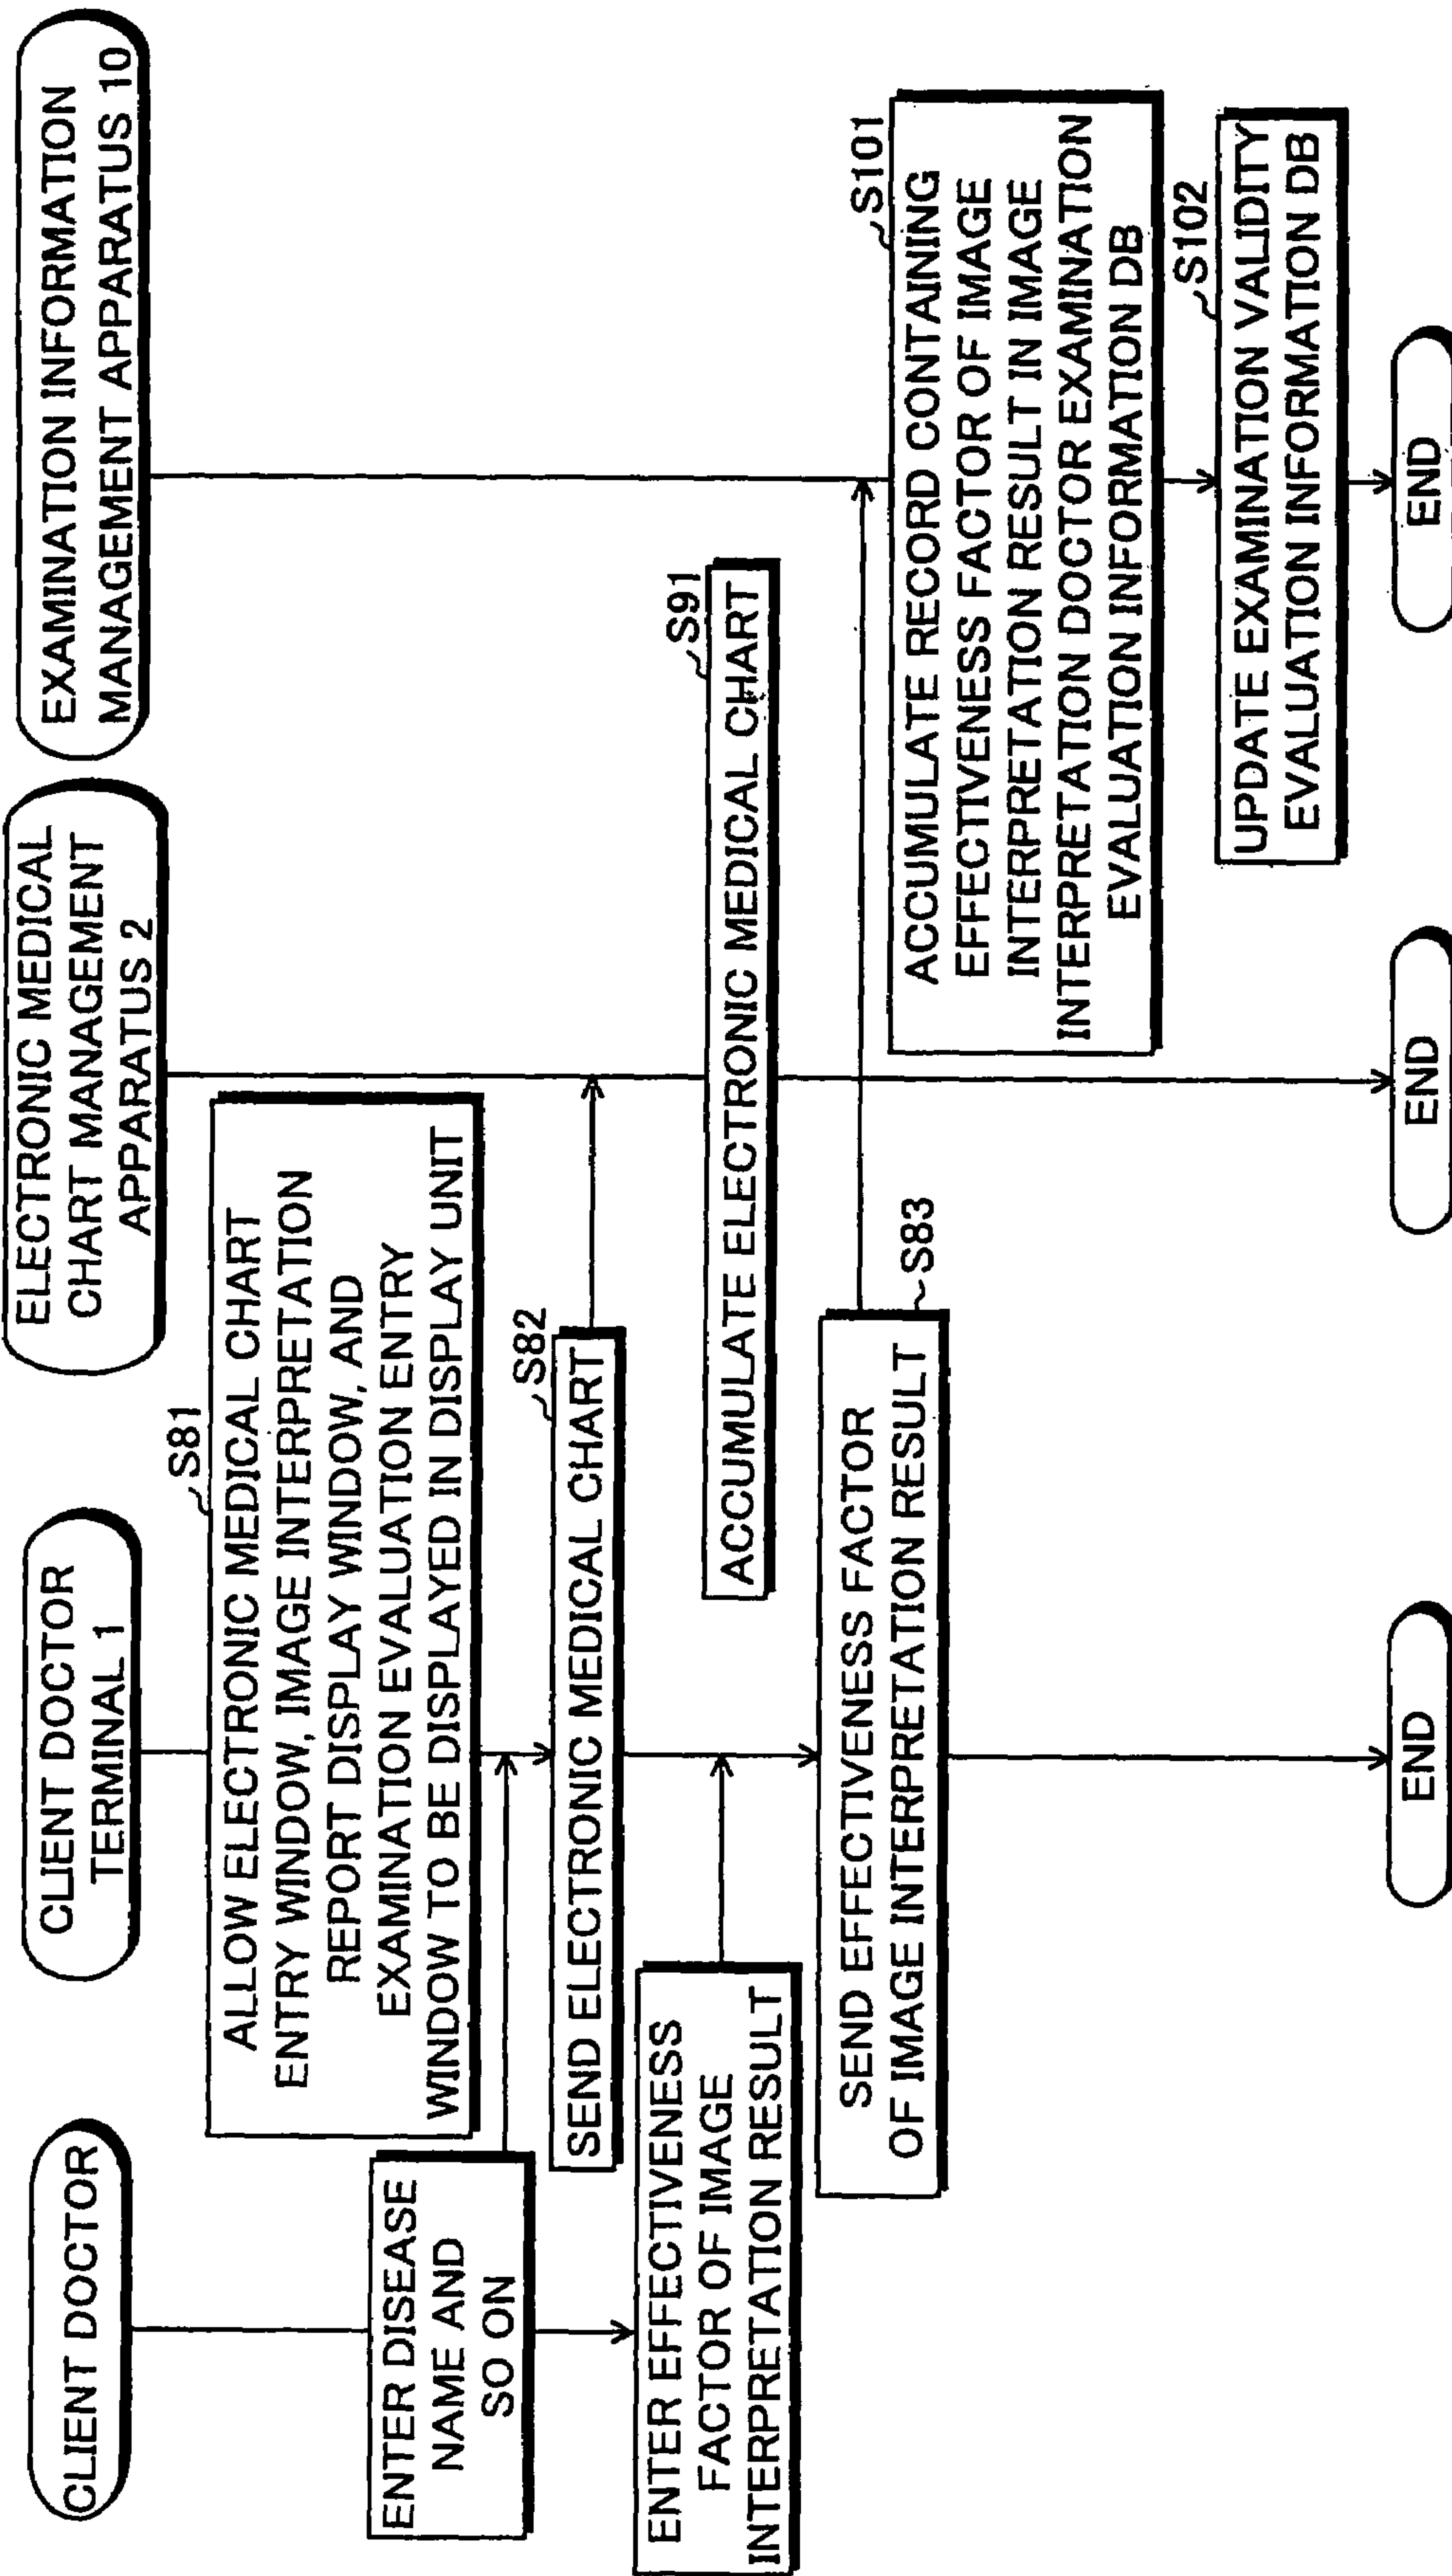 CLIENT DOCTOR
CLIENT DOCTOR
TERMINAL 1
ELECTRONIC MEDICAL
CHART MANAGEMENT
APPARATUS 2
EXAMINATION INFORMATION
MANAGEMENT APPARATUS 10
S81
ALLOW ELECTRONIC MEDICAL CHART
ENTRY WINDOW, IMAGE INTERPRETATION
REPORT DISPLAY WINDOW, AND
EXAMINATION EVALUATION ENTRY
WINDOW TO BE DISPLAYED IN DISPLAY UNIT
ENTER DISEASE
NAME AND
SO ON
S82
SEND ELECTRONIC MEDICAL CHART
ENTER EFFECTIVENESS
FACTOR OF IMAGE
INTERPRETATION RESULT
S91
ACCUMULATE ELECTRONIC MEDICAL CHART
S83
SEND EFFECTIVENESS FACTOR
OF IMAGE INTERPRETATION RESULT
S101
ACCUMULATE RECORD CONTAINING
EFFECTIVENESS FACTOR OF IMAGE
INTERPRETATION RESULT IN IMAGE
INTERPRETATION DOCTOR EXAMINATION
EVALUATION INFORMATION DB
S102
UPDATE EXAMINATION VALIDITY
EVALUATION INFORMATION DB
END
END
END